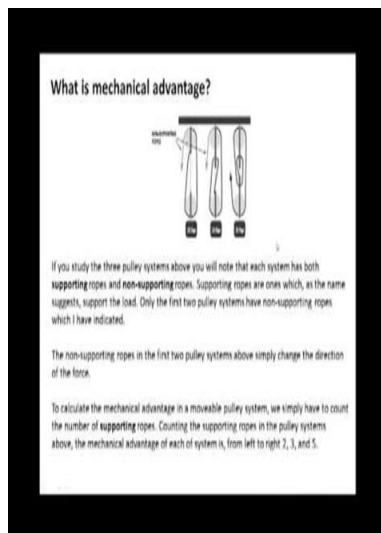 What is mechanical advantage?
If you study the three pulley systems above you will note that each system has both
supporting ropes and non-supporting ropes. Supporting ropes are ones which, as the name
suggests, support the load. Only the first two pulley systems have non-supporting ropes
which I have indicated.
The non-supporting ropes in the first two pulley systems above simply change the direction
of the force.
To calculate the mechanical advantage in a moveable pulley system, we simply have to count
the number of supporting ropes. Counting the supporting ropes in the pulley systems
above, the mechanical advantage of each of system is, from left to right 2, 3, and 5.